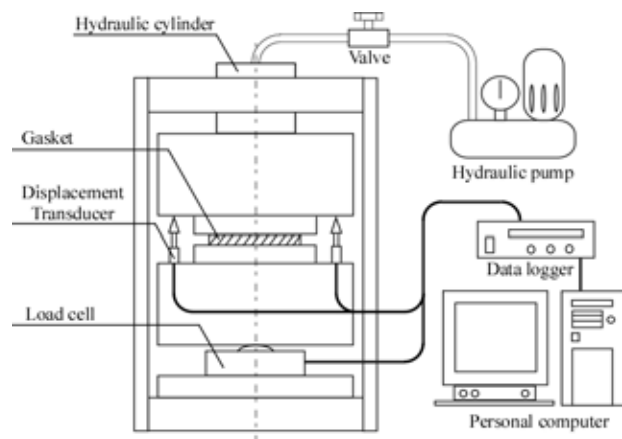 Hydraulic cylinder
Valve
Gasket
Hydraulic pump
Displacement
Transducer
Data logger
Load cell
Personal computer